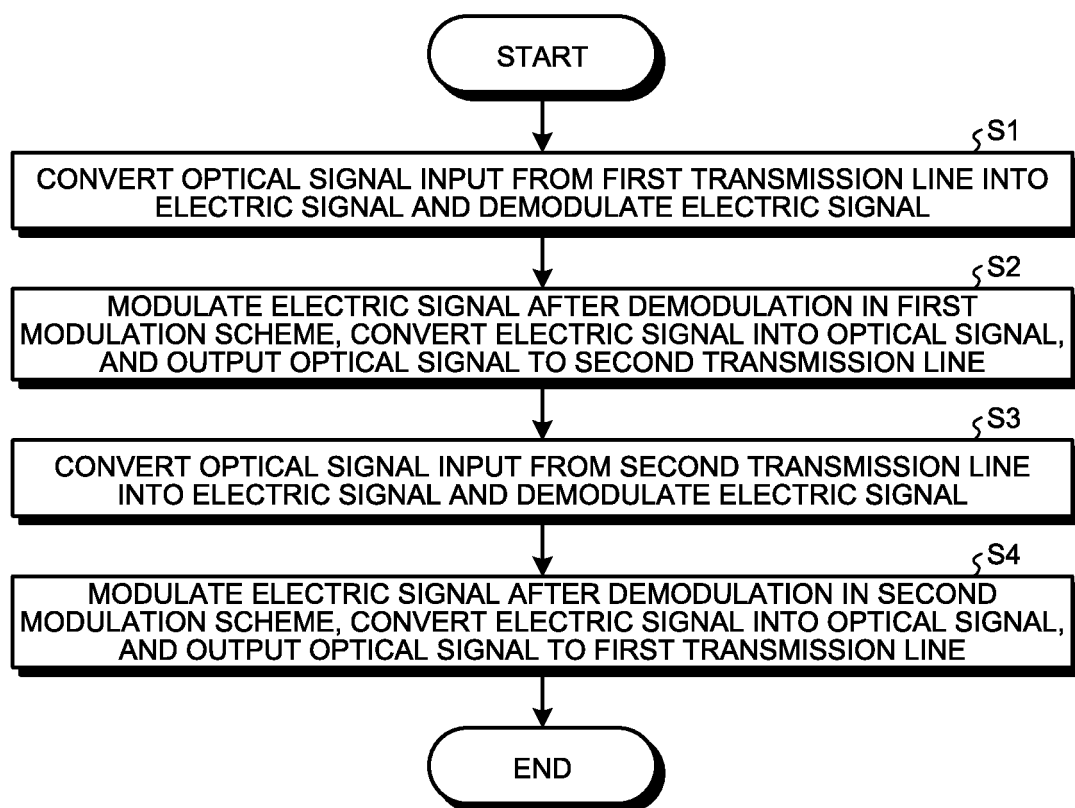 START
S1
CONVERT OPTICAL SIGNAL INPUT FROM FIRST TRANSMISSION LINE INTO
ELECTRIC SIGNAL AND DEMODULATE ELECTRIC SIGNAL
S2
MODULATE ELECTRIC SIGNAL AFTER DEMODULATION IN FIRST
MODULATION SCHEME, CONVERT ELECTRIC SIGNAL INTO OPTICAL SIGNAL,
AND OUTPUT OPTICAL SIGNAL TO SECOND TRANSMISSION LINE
S3
CONVERT OPTICAL SIGNAL INPUT FROM SECOND TRANSMISSION LINE
INTO ELECTRIC SIGNAL AND DEMODULATE ELECTRIC SIGNAL
S4
MODULATE ELECTRIC SIGNAL AFTER DEMODULATION IN SECOND
MODULATION SCHEME, CONVERT ELECTRIC SIGNAL INTO OPTICAL SIGNAL,
AND OUTPUT OPTICAL SIGNAL TO FIRST TRANSMISSION LINE
END